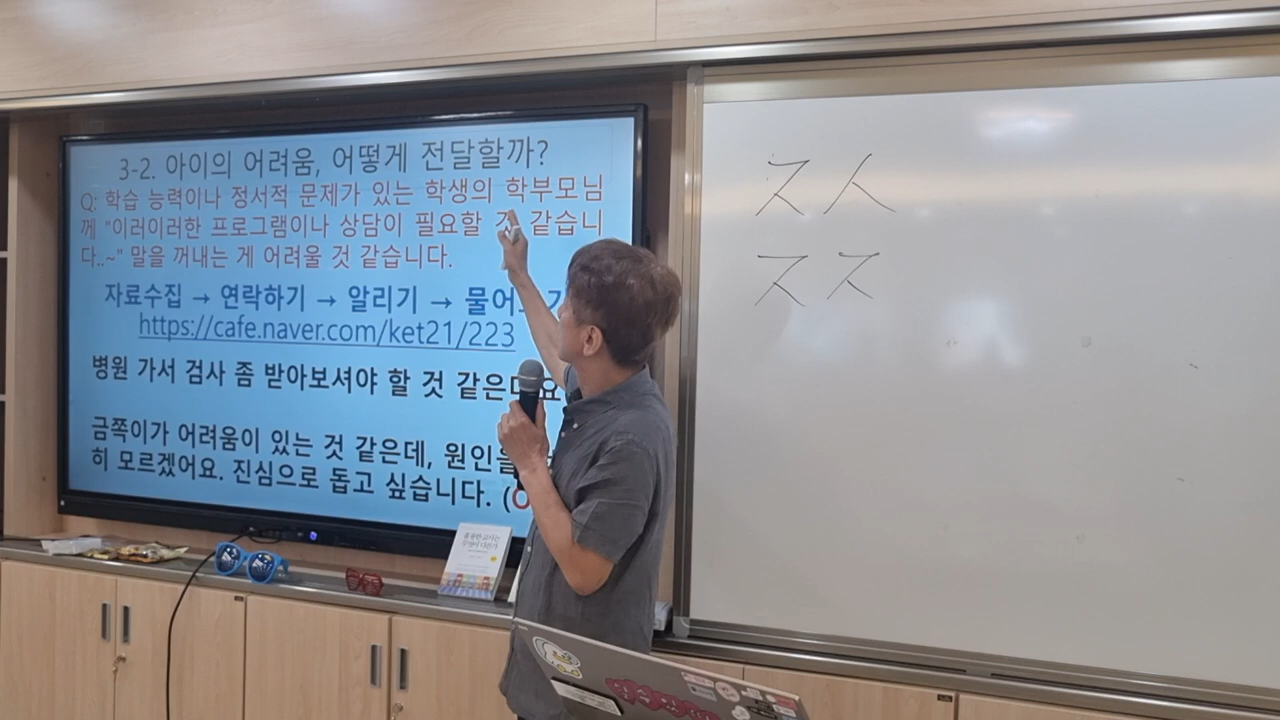 3-2. 아이의 어려움, 어떻게 전달할까?
Q: 학습 능력이나 정서적 문제가 있는 학생의 학부모님
께 "이러이러한 프로그램이나 상담이 필요할 것 같습니
다..~" 말을 꺼내는 게 어려울 것 같습니다.
자료수집 → 연락하기 → 알리기 → 물어
https://cafe.naver.com/ket21/223
병원 가서 검사 좀 받아보셔야 할 것 같은데요
금쪽이가 어려움이 있는 것 같은데, 원인을
히 모르겠어요. 진심으로 돕고 싶습니다. (O
ㅈㅅ
ㅈㅈ